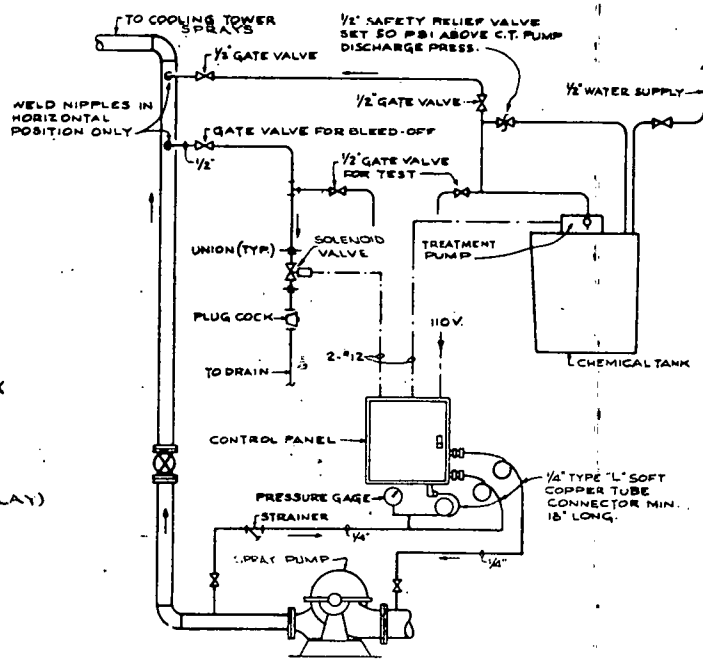 TO COOLING TOWER
SPRAYS
1/2" SAFETY RELIEF VALVE
SET 50 PSI ABOVE C.T. PUMP
DISCHARGE PRESS.
1/2" GATE VALVE
1/2" GATE VALVE
1/2" WATER SUPPLY
WELD NIPPLES IN
HORIZONTAL
POSITION ONLY
GATE VALVE FOR BLEED-OFF
1/2"
1/2" GATE VALVE
FOR TEST
UNION (TYP.)
SOLENOID
VALVE
TREATMENT
PUMP
PLUG COCK
110V.
2-#12
TO DRAIN
CHEMICAL TANK
CONTROL PANEL
LAY)
PRESSURE GAGE
1/4" TYPE "L" SOFT
COPPER TUBE
CONNECTOR MIN.
18" LONG.
STRAINER
1/4"
SPRAY PUMP
1/4"